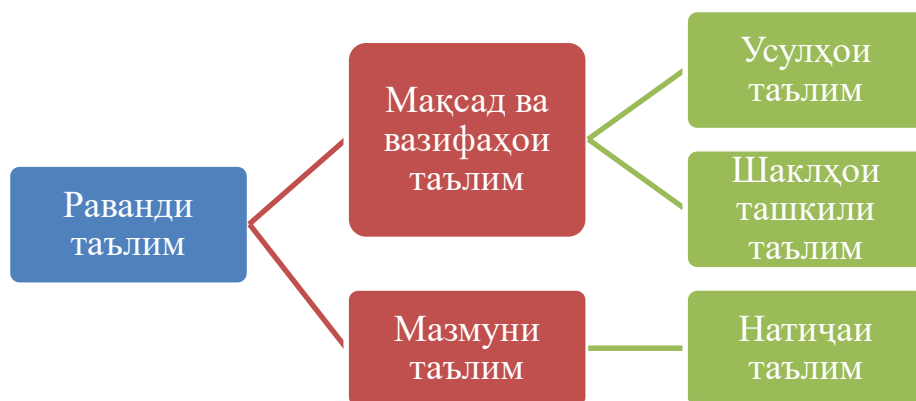 Раванди
таълим
Мақсад ва
вазифаҳои
таълим
Усулҳои
таълим
Шаклҳои
ташкили
таълим
Мазмуни
таълим
Натиҷаи
таълим